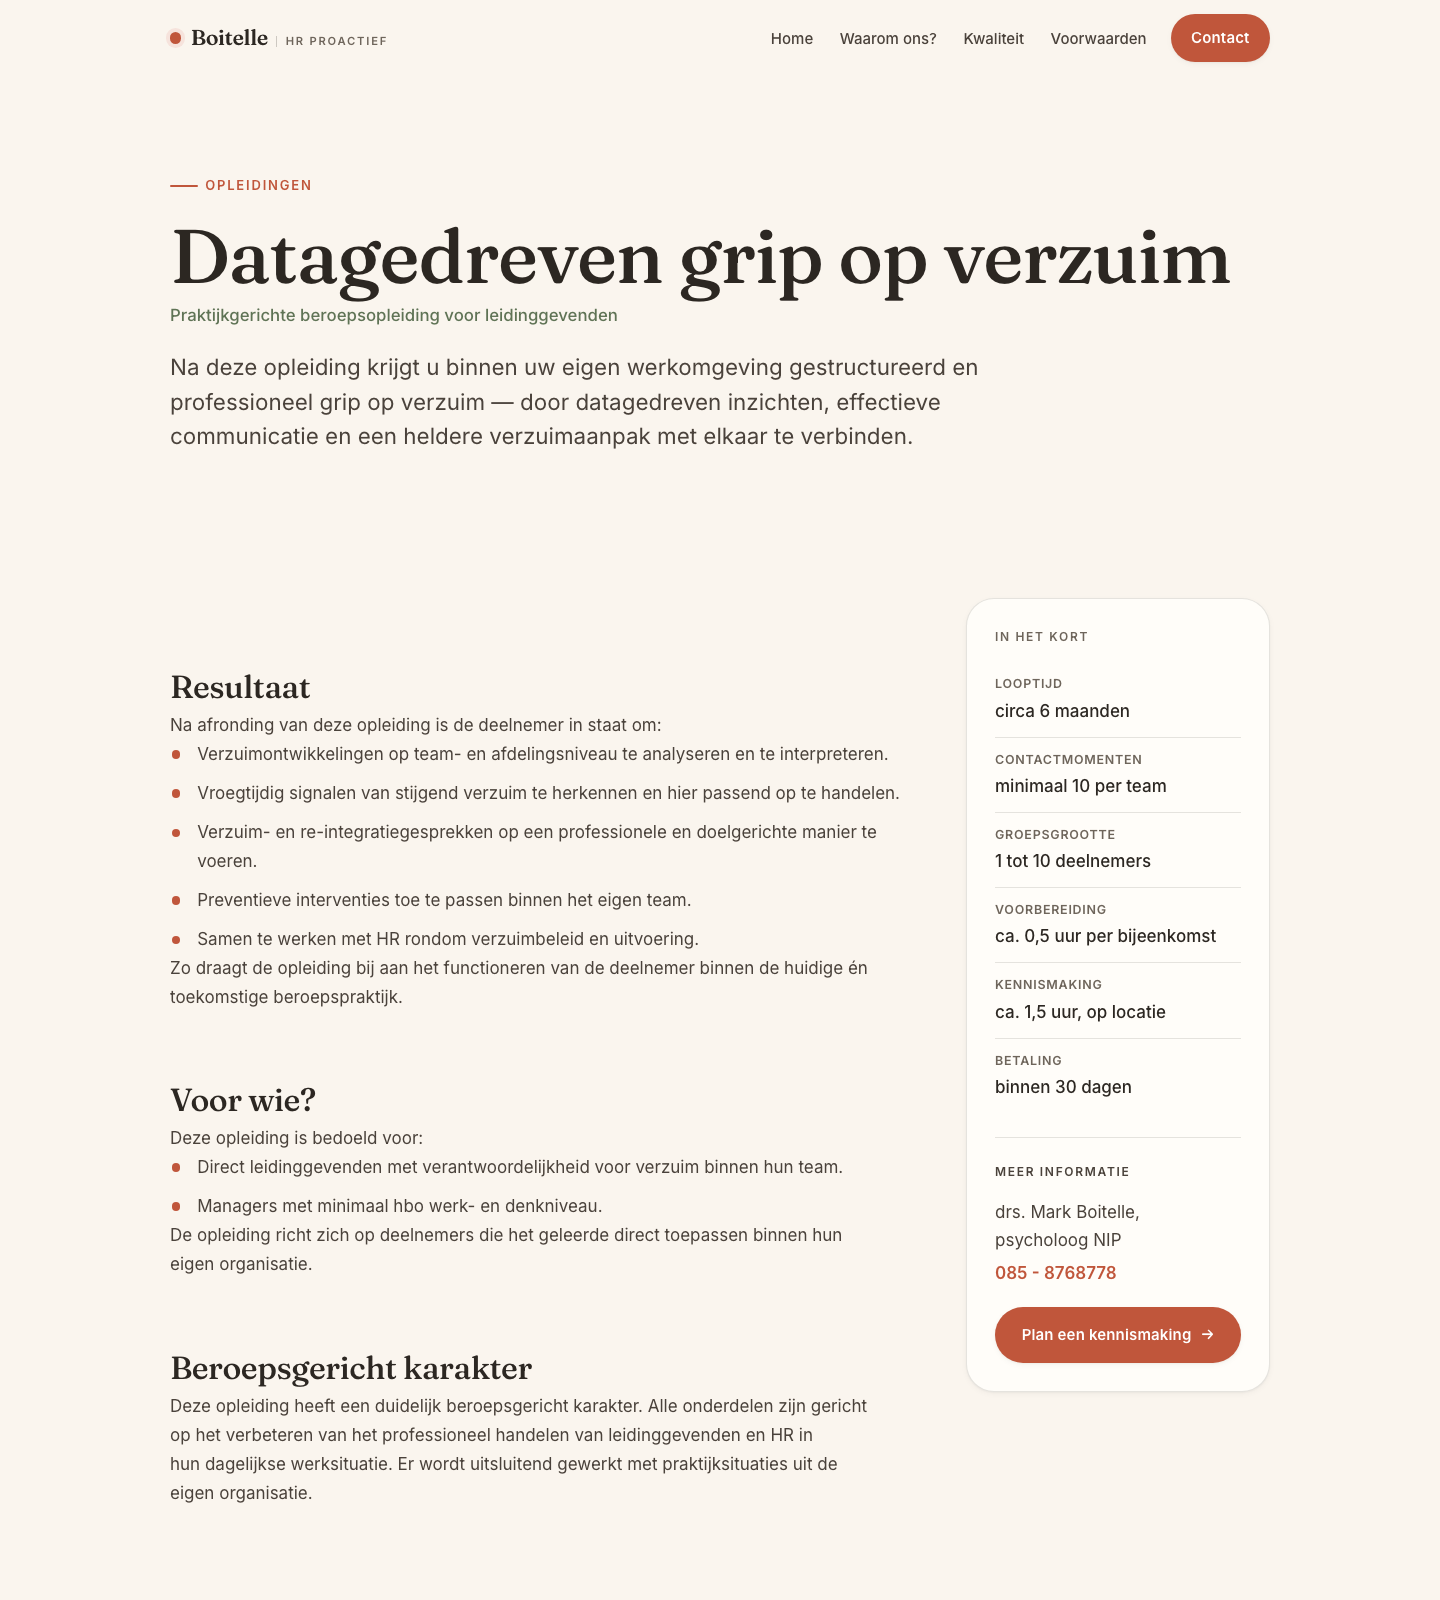 Boitelle | HR PROACTIEF
Home Waarom ons? Kwaliteit Voorwaarden Contact
OPLEIDINGEN
Datagedreven grip op verzuim
Praktijkgerichte beroepsopleiding voor leidinggevenden
Na deze opleiding krijgt u binnen uw eigen werkomgeving gestructureerd en
professioneel grip op verzuim — door datagedreven inzichten, effectieve
communicatie en een heldere verzuimaanpak met elkaar te verbinden.
Resultaat
Na afronding van deze opleiding is de deelnemer in staat om:
Verzuimontwikkelingen op team- en afdelingsniveau te analyseren en te interpreteren.
Vroegtijdig signalen van stijgend verzuim te herkennen en hier passend op te handelen.
Verzuim- en re-integratiegesprekken op een professionele en doelgerichte manier te
voeren.
Preventieve interventies toe te passen binnen het eigen team.
Samen te werken met HR rondom verzuimbeleid en uitvoering.
Zo draagt de opleiding bij aan het functioneren van de deelnemer binnen de huidige én
toekomstige beroepspraktijk.
Voor wie?
Deze opleiding is bedoeld voor:
Direct leidinggevenden met verantwoordelijkheid voor verzuim binnen hun team.
Managers met minimaal hbo werk- en denkniveau.
De opleiding richt zich op deelnemers die het geleerde direct toepassen binnen hun
eigen organisatie.
Beroepsgericht karakter
Deze opleiding heeft een duidelijk beroepsgericht karakter. Alle onderdelen zijn gericht
op het verbeteren van het professioneel handelen van leidinggevenden en HR in
hun dagelijkse werksituatie. Er wordt uitsluitend gewerkt met praktijksituaties uit de
eigen organisatie.
IN HET KORT
LOOPTIJD
circa 6 maanden
CONTACTMOMENTEN
minimaal 10 per team
GROEPSGROOTTE
1 tot 10 deelnemers
VOORBEREIDING
ca. 0,5 uur per bijeenkomst
KENNISMAKING
ca. 1,5 uur, op locatie
BETALING
binnen 30 dagen
MEER INFORMATIE
drs. Mark Boitelle,
psycholoog NIP
085 - 8768778
Plan een kennismaking →